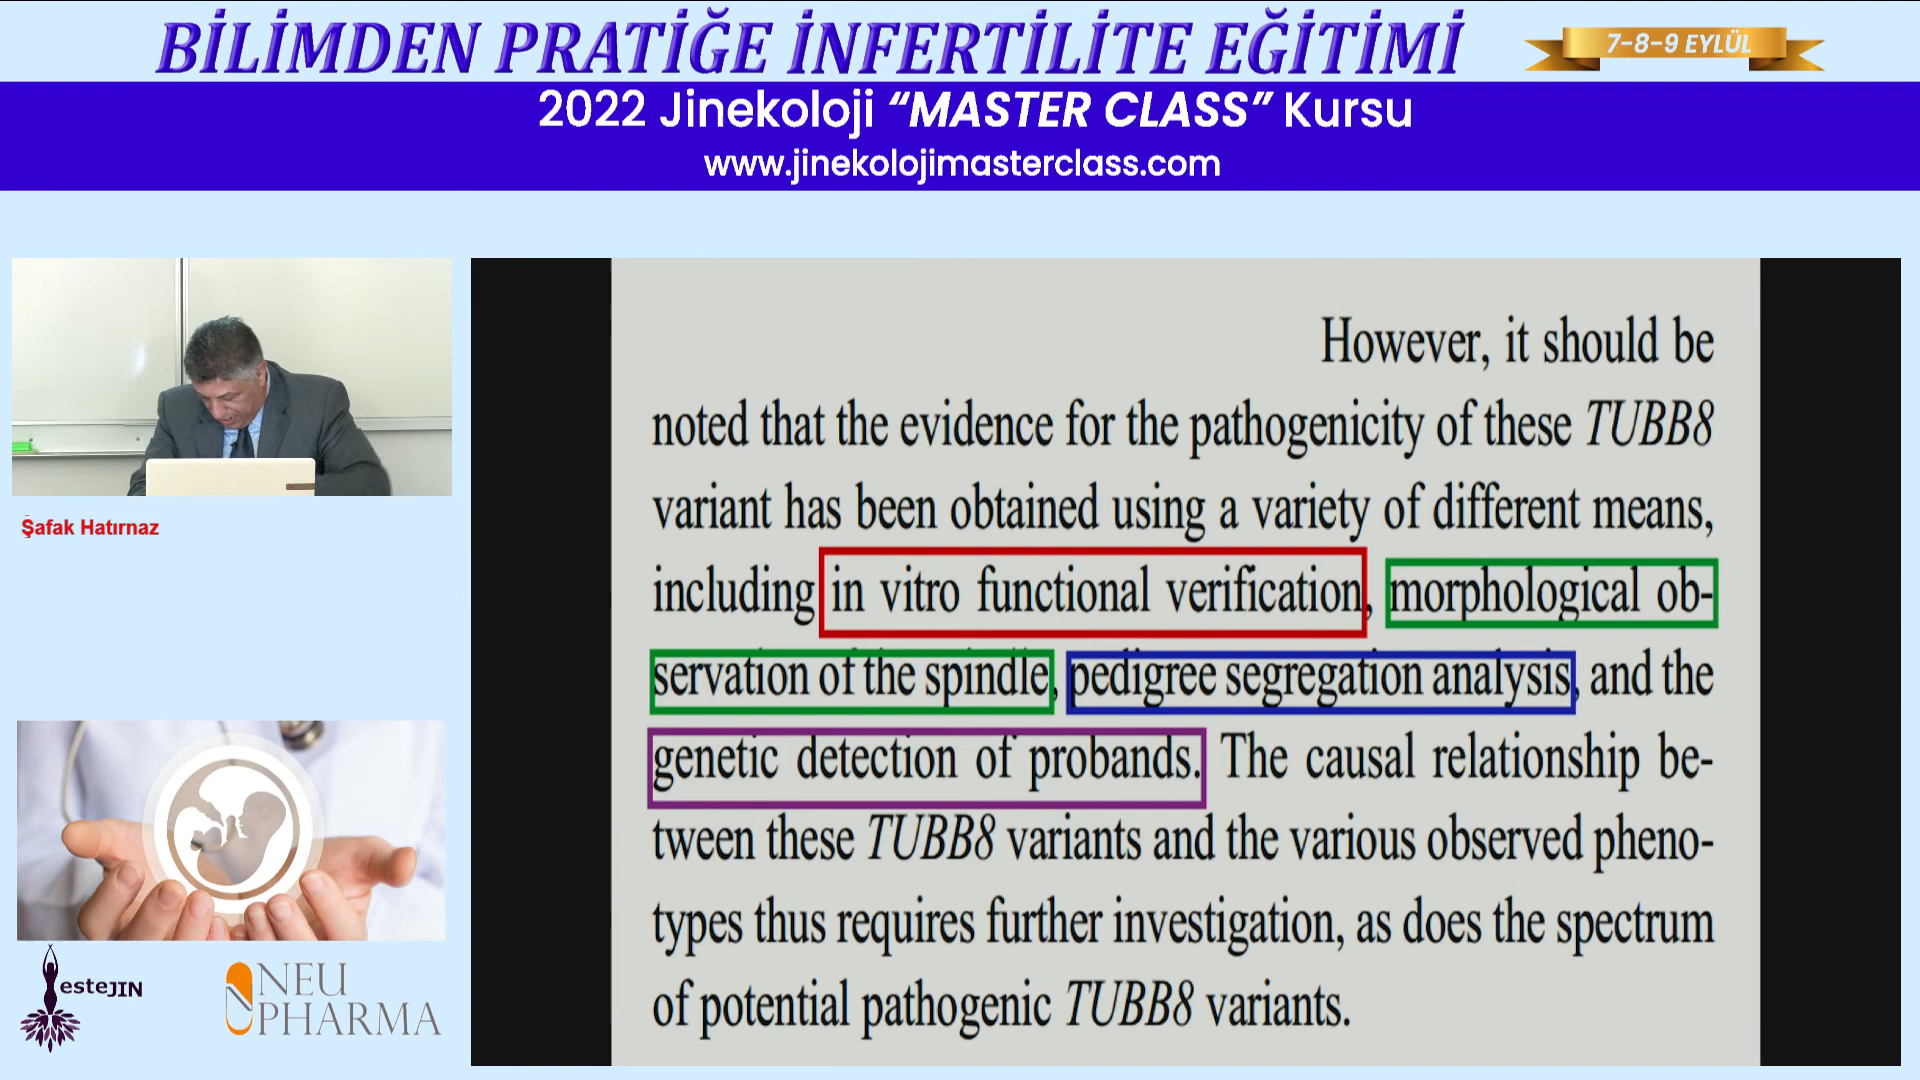 BİLİMDEN PRATİĞE İNFERTİLİTE EĞİTİMİ
7-8-9 EYLÜL
2022 Jinekoloji “MASTER CLASS” Kursu
www.jinekolojimasterclass.com
However, it should be
noted that the evidence for the pathogenicity of these TUBB8
variant has been obtained using a variety of different means,
including in vitro functional verification, morphological ob-
servation of the spindle, pedigree segregation analysis, and the
genetic detection of probands. The causal relationship be-
tween these TUBB8 variants and the various observed pheno-
types thus requires further investigation, as does the spectrum
of potential pathogenic TUBB8 variants.
Şafak Hatırnaz
esteJIN
NEU
PHARMA